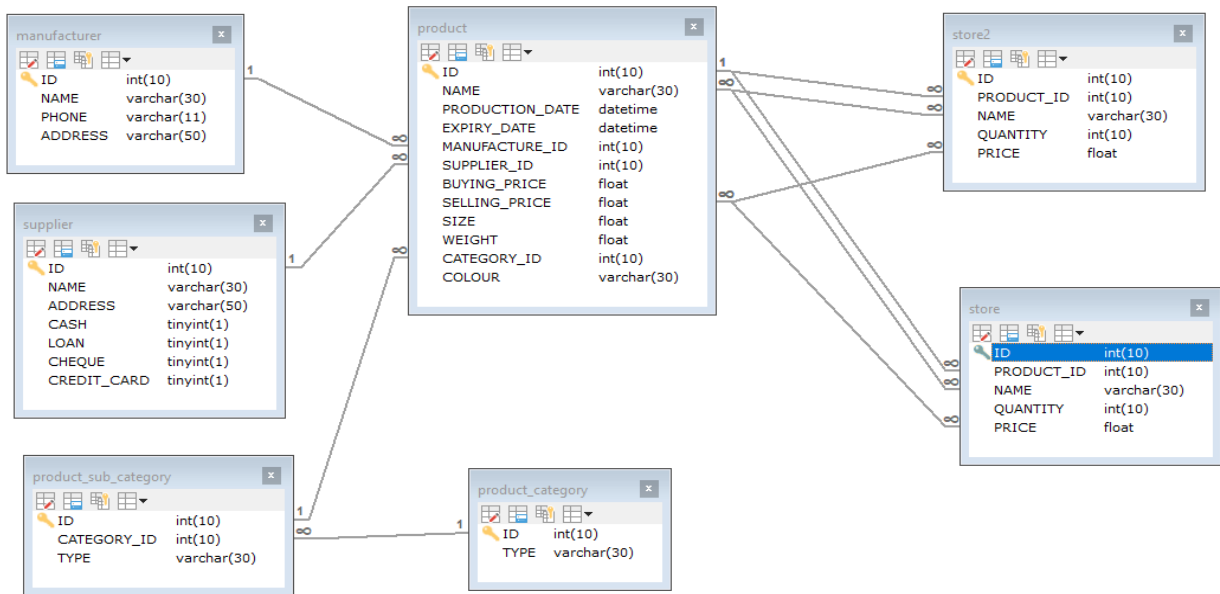 manufacturer x
ID int(10)
NAME varchar(30)
PHONE varchar(11)
ADDRESS varchar(50)
1
∞
supplier x
ID int(10)
NAME varchar(30)
ADDRESS varchar(50)
CASH tinyint(1)
LOAN tinyint(1)
CHEQUE tinyint(1)
CREDIT_CARD tinyint(1)
1
∞
product x
ID int(10)
NAME varchar(30)
PRODUCTION_DATE datetime
EXPIRY_DATE datetime
MANUFACTURE_ID int(10)
SUPPLIER_ID int(10)
BUYING_PRICE float
SELLING_PRICE float
SIZE float
WEIGHT float
CATEGORY_ID int(10)
COLOUR varchar(30)
∞
1
∞
∞
store2 x
ID int(10)
PRODUCT_ID int(10)
NAME varchar(30)
QUANTITY int(10)
PRICE float
∞
∞
∞
store x
ID int(10)
PRODUCT_ID int(10)
NAME varchar(30)
QUANTITY int(10)
PRICE float
∞
∞
∞
product_sub_category x
ID int(10)
CATEGORY_ID int(10)
TYPE varchar(30)
1
∞
product_category x
ID int(10)
TYPE varchar(30)
1